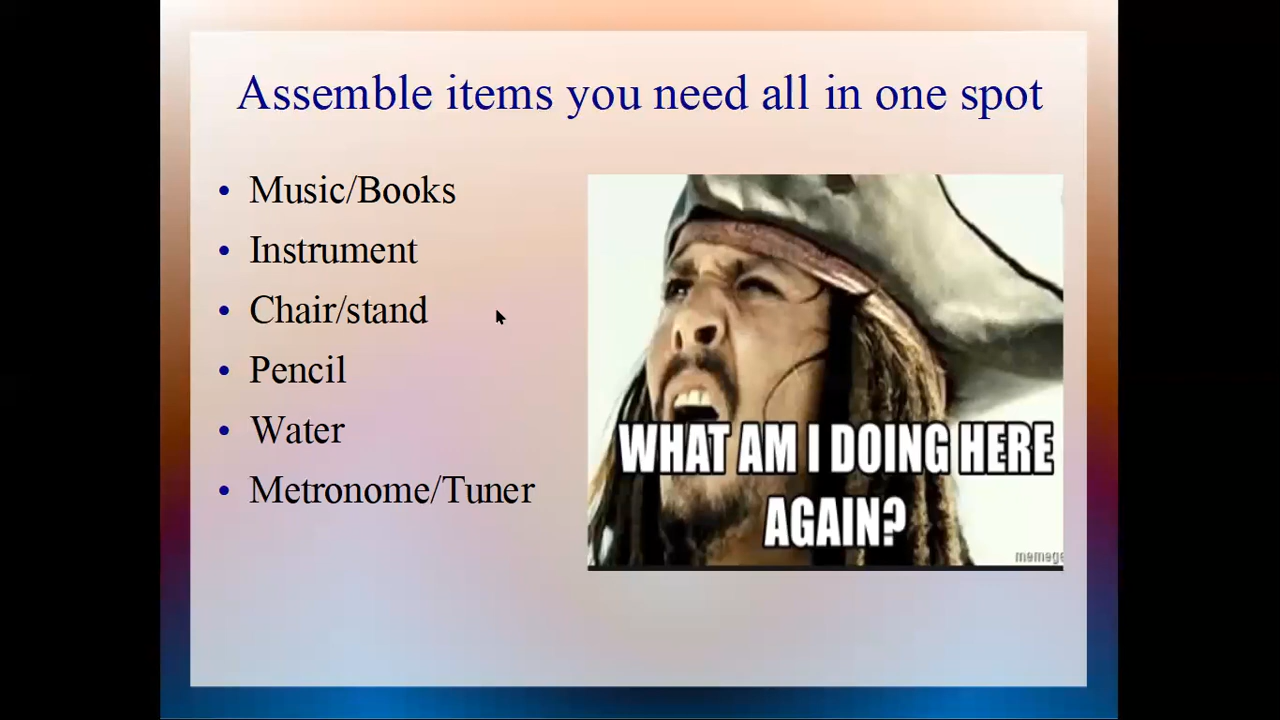 Assemble items you need all in one spot
• Music/Books
• Instrument
• Chair/stand
• Pencil
• Water
• Metronome/Tuner
WHAT AM I DOING HERE
AGAIN?
memege